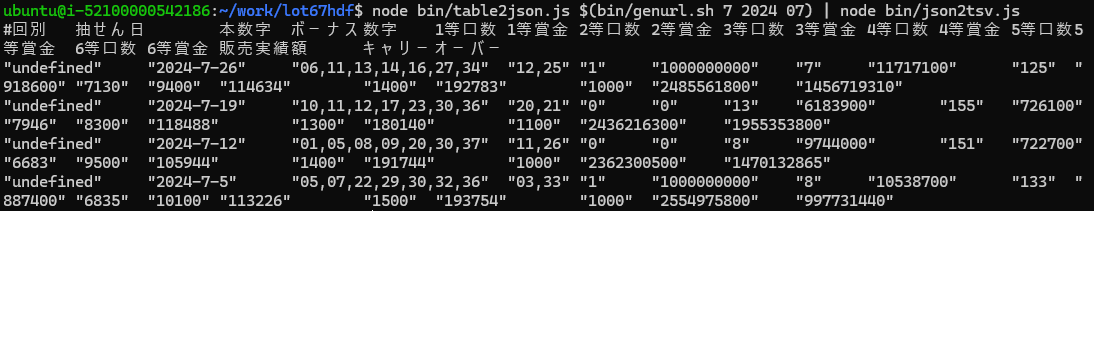 ubuntu@i-52100000542186:~/work/lot67hdf$ node bin/table2json.js $(bin/genurl.sh 7 2024 07) | node bin/json2tsv.js
#回別 抽せん日 本数字 ボーナス数字 1等口数 1等賞金 2等口数 2等賞金 3等口数 3等賞金 4等口数 4等賞金 5等口数5
等賞金 6等口数 6等賞金 販売実績額 キャリーオーバー
"undefined" "2024-7-26" "06,11,13,14,16,27,34" "12,25" "1" "1000000000" "7" "11717100" "125" "
918600" "7130" "9400" "114634" "1400" "192783" "1000" "2485561800" "1456719310"
"undefined" "2024-7-19" "10,11,12,17,23,30,36" "20,21" "0" "0" "13" "6183900" "155" "726100"
"7946" "8300" "118488" "1300" "180140" "1100" "2436216300" "1955353800"
"undefined" "2024-7-12" "01,05,08,09,20,30,37" "11,26" "0" "0" "8" "9744000" "151" "722700"
"6683" "9500" "105944" "1400" "191744" "1000" "2362300500" "1470132865"
"undefined" "2024-7-5" "05,07,22,29,30,32,36" "03,33" "1" "1000000000" "8" "10538700" "133" "
887400" "6835" "10100" "113226" "1500" "193754" "1000" "2554975800" "997731440"